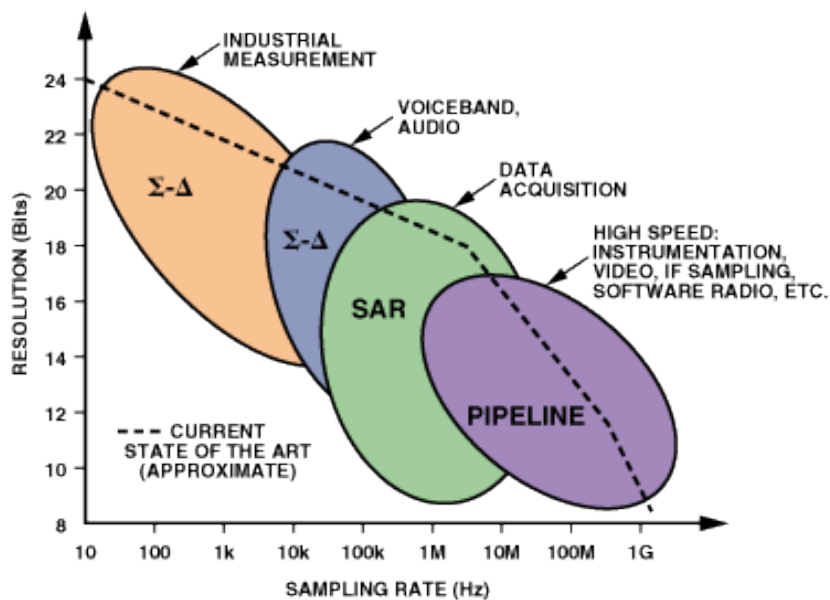 INDUSTRIAL
MEASUREMENT
VOICEBAND,
AUDIO
DATA
ACQUISITION
HIGH SPEED:
INSTRUMENTATION,
VIDEO, IF SAMPLING,
SOFTWARE RADIO, ETC.
RESOLUTION (Bits)
24
22
20
18
16
14
12
10
8
Σ-Δ
Σ-Δ
SAR
PIPELINE
CURRENT
STATE OF THE ART
(APPROXIMATE)
10 100 1k 10k 100k 1M 10M 100M 1G
SAMPLING RATE (Hz)